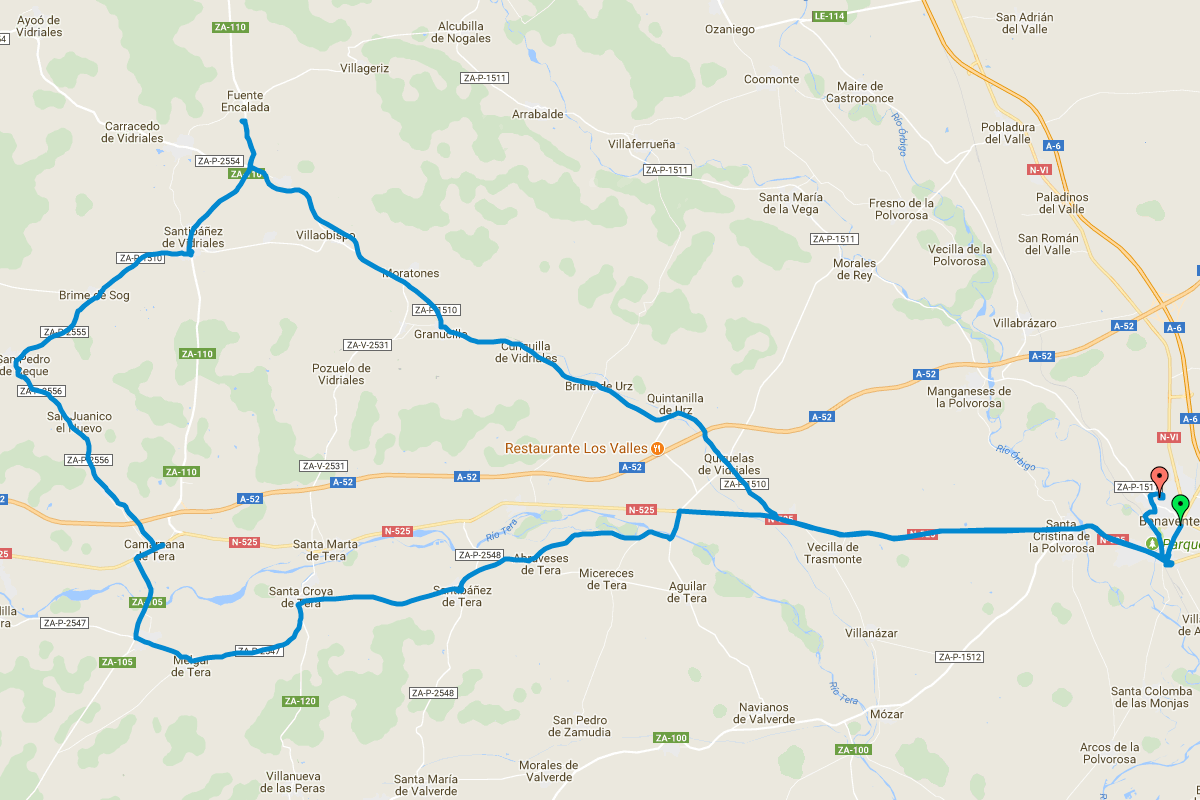 Ayoó de
Vidriales
ZA-110
Alcubilla
de Nogales
LE-114
San Adrián
del Valle
Ozaniego
Villageriz
ZA-P-1511
Coomonte
Maire de
Castroponce
Fuente
Encalada
Arrabalde
Río Órbigo
Carracedo
de Vidriales
Pobladura
del Valle
A-6
Villaferrueña
ZA-P-2554
ZA-P-1511
N-VI
Santa María
de la Vega
Fresno de la
Polvorosa
Paladinos
del Valle
Santibáñez
de Vidriales
Villaobispo
ZA-P-1511
San Román
del Valle
Vecilla de la
Polvorosa
Morales
de Rey
Moratones
Brime de Sog
ZA-P-1510
Villabrázaro
A-52
A-6
ZA-P-2555
Granucillo
ZA-V-2531
Cunquilla
de Vidriales
ZA-110
A-52
San Pedro
de Zeque
Pozuelo de
Vidriales
A-52
Brime de Urz
ZA-P-2556
Manganeses de
la Polvorosa
Quintanilla
de Urz
A-52
A-6
San Juanico
el Nuevo
N-VI
Restaurante Los Valles
Río Órbigo
ZA-P-2556
ZA-V-2531
A-52
Quiruelas
de Vidriales
ZA-110
A-52
A-52
ZA-P-1510
A-52
N-525
N-525
Benavente
Santa
Cristina de
la Polvorosa
Río Tera
N-525
N-525
Camarzana
de Tera
N-525
Santa Marta
de Tera
Parque
ZA-P-2548
Abraveses
de Tera
Vecilla de
Trasmonte
Micereces
de Tera
Aguilar
de Tera
Santa Croya
de Tera
Santibáñez
de Tera
ZA-105
ZA-P-2547
Villanázar
ZA-P-2547
ZA-P-1512
ZA-105
Melgar
de Tera
ZA-P-2548
Río Tera
Santa Colomba
de las Monjas
ZA-120
Navianos
de Valverde
Mózar
San Pedro
de Zamudia
ZA-100
ZA-100
Arcos de la
Polvorosa
Morales de
Valverde
Villanueva
de las Peras
Santa María
de Valverde